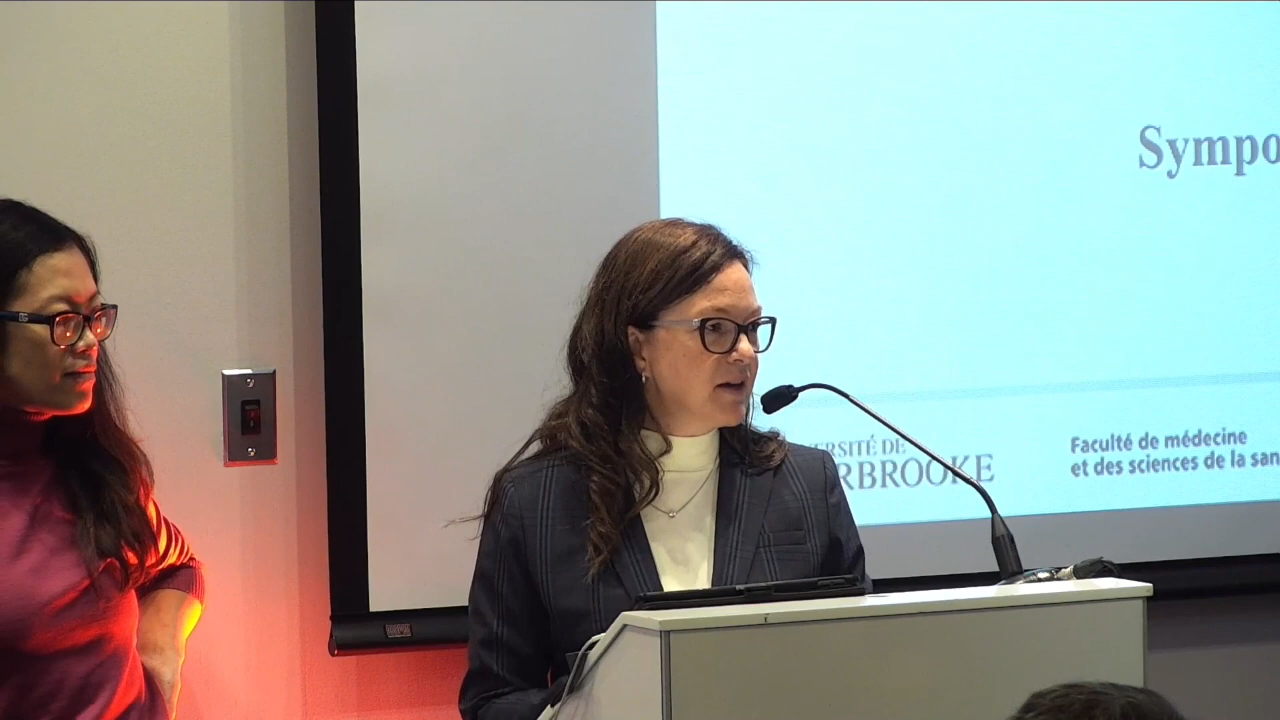 Sympo
ERSITÉ DE
RBROOKE
Faculté de médecine
et des sciences de la san